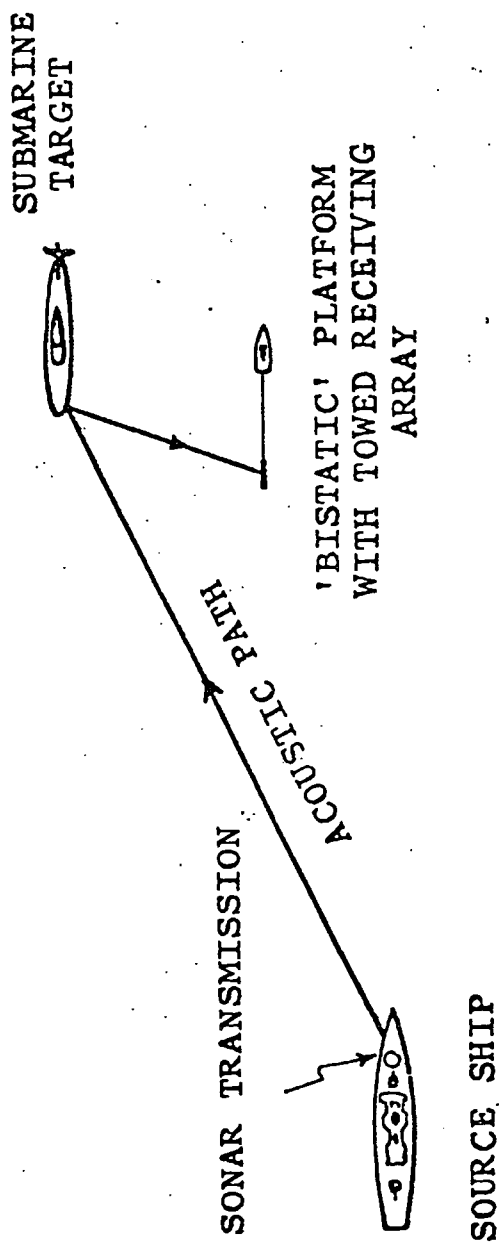 SUBMARINE
TARGET
'BISTATIC' PLATFORM
WITH TOWED RECEIVING
ARRAY
ACOUSTIC PATH
SONAR TRANSMISSION
SOURCE SHIP